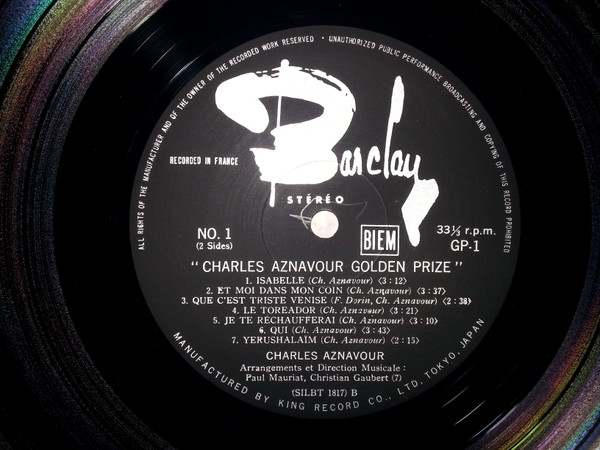 ALL RIGHTS OF THE MANUFACTURER AND OF THE OWNER OF THE RECORDED WORK RESERVED · UNAUTHORIZED PUBLIC PERFORMANCE BROADCASTING AND COPYING OF THIS RECORD PROHIBITED
Barclay
RECORDED IN FRANCE
STÉRÉO
NO. 1
(2 Sides)
BIEM
33⅓ r.p.m.
GP-1
"CHARLES AZNAVOUR GOLDEN PRIZE"
1. ISABELLE (Ch. Aznavour) <3:12>
2. ET MOI DANS MON COIN (Ch. Aznavour) <3:37>
3. QUE C'EST TRISTE VENISE (F. Dorin, Ch. Aznavour) <2:38>
4. LE TOREADOR (Ch. Aznavour) <3:21>
5. JE TE RÉCHAUFFERAI (Ch. Aznavour) <3:10>
6. QUI (Ch. Aznavour) <3:43>
7. YERUSHALAÏM (Ch. Aznavour) <2:15>
CHARLES AZNAVOUR
Arrangements et Direction Musicale :
Paul Mauriat, Christian Gaubert (7)
(SILBT 1817) B
MANUFACTURED BY KING RECORD CO., LTD. TOKYO, JAPAN